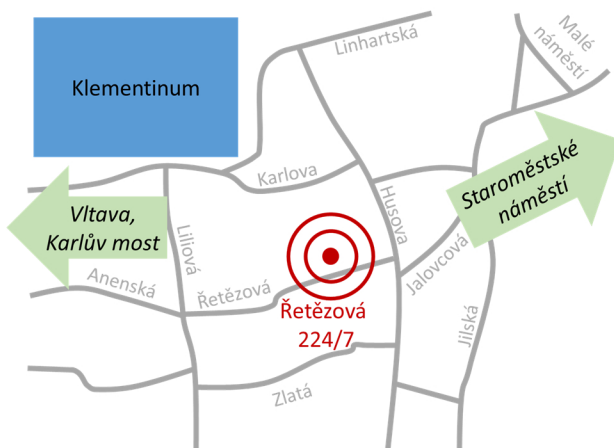 Linhartská
Malé
náměstí
Klementinum
Karlova
Husova
Staroměstské
náměstí
Vltava,
Karlův most
Liliová
Anenská
Řetězová
Jalovcová
Řetězová
224/7
Jilská
Zlatá